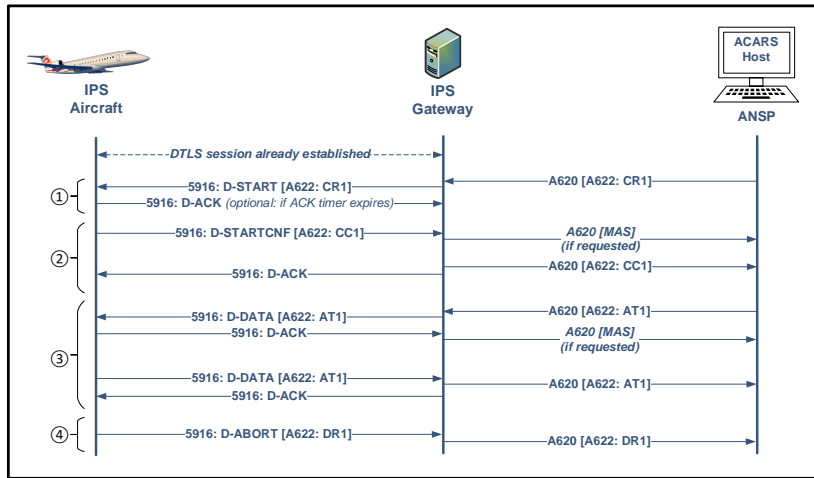 ACARS
Host
IPS
Aircraft
IPS
Gateway
ANSP
DTLS session already established
①
5916: D-START [A622: CR1]
A620 [A622: CR1]
5916: D-ACK (optional: if ACK timer expires)
②
5916: D-STARTCNF [A622: CC1]
A620 [MAS]
(if requested)
5916: D-ACK
A620 [A622: CC1]
③
5916: D-DATA [A622: AT1]
A620 [A622: AT1]
5916: D-ACK
A620 [MAS]
(if requested)
5916: D-DATA [A622: AT1]
A620 [A622: AT1]
5916: D-ACK
④
5916: D-ABORT [A622: DR1]
A620 [A622: DR1]